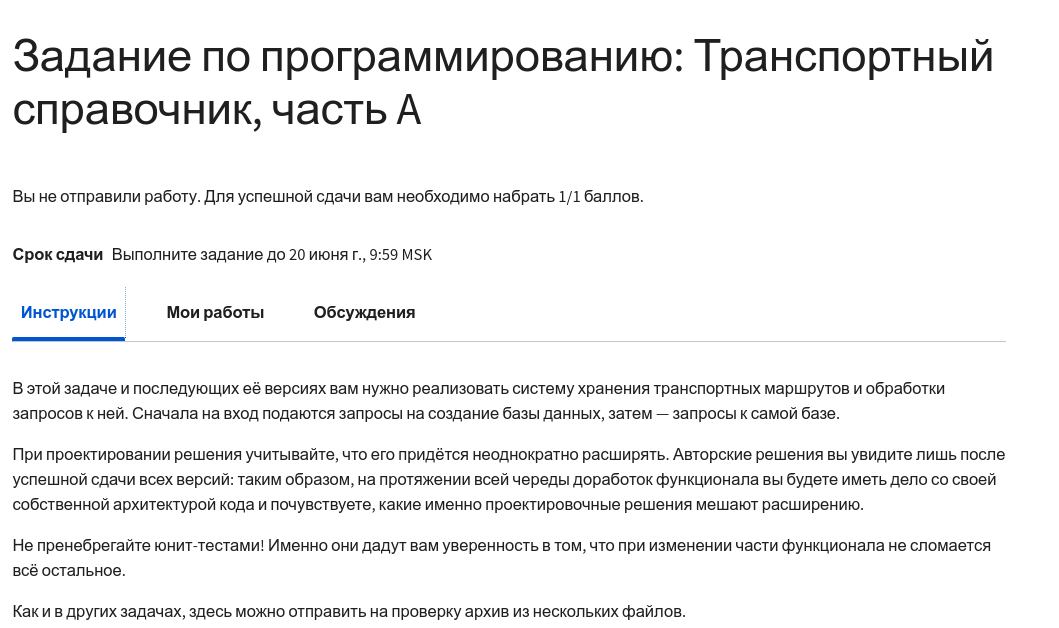 Задание по программированию: Транспортный
справочник, часть A
Вы не отправили работу. Для успешной сдачи вам необходимо набрать 1/1 баллов.
Срок сдачи Выполните задание до 20 июня г., 9:59 MSK
Инструкции Мои работы Обсуждения
В этой задаче и последующих её версиях вам нужно реализовать систему хранения транспортных маршрутов и обработки
запросов к ней. Сначала на вход подаются запросы на создание базы данных, затем — запросы к самой базе.
При проектировании решения учитывайте, что его придётся неоднократно расширять. Авторские решения вы увидите лишь после
успешной сдачи всех версий: таким образом, на протяжении всей череды доработок функционала вы будете иметь дело со своей
собственной архитектурой кода и почувствуете, какие именно проектировочные решения мешают расширению.
Не пренебрегайте юнит-тестами! Именно они дадут вам уверенность в том, что при изменении части функционала не сломается
всё остальное.
Как и в других задачах, здесь можно отправить на проверку архив из нескольких файлов.